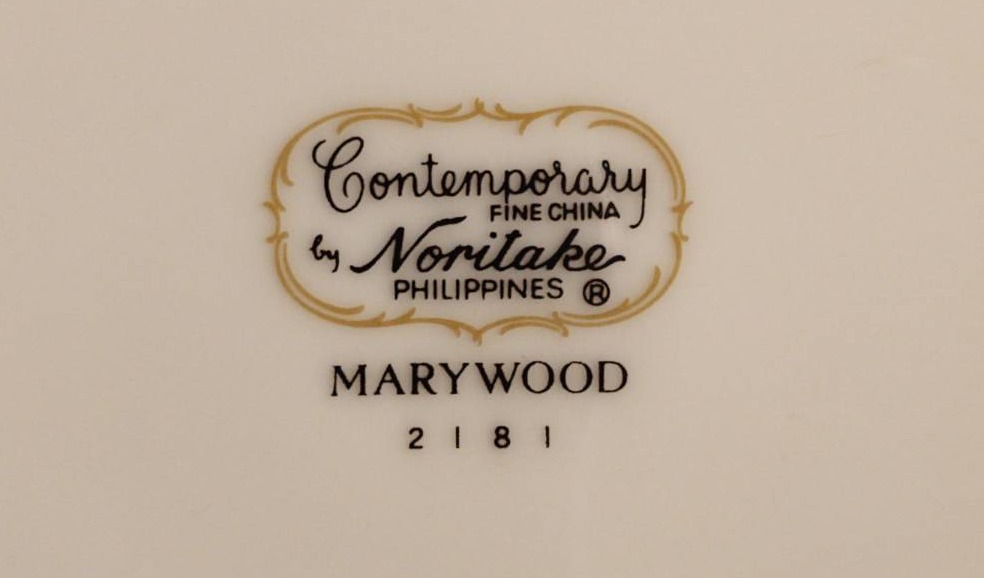 Contemporary
FINE CHINA
by Noritake
PHILIPPINES ®
MARYWOOD
2181